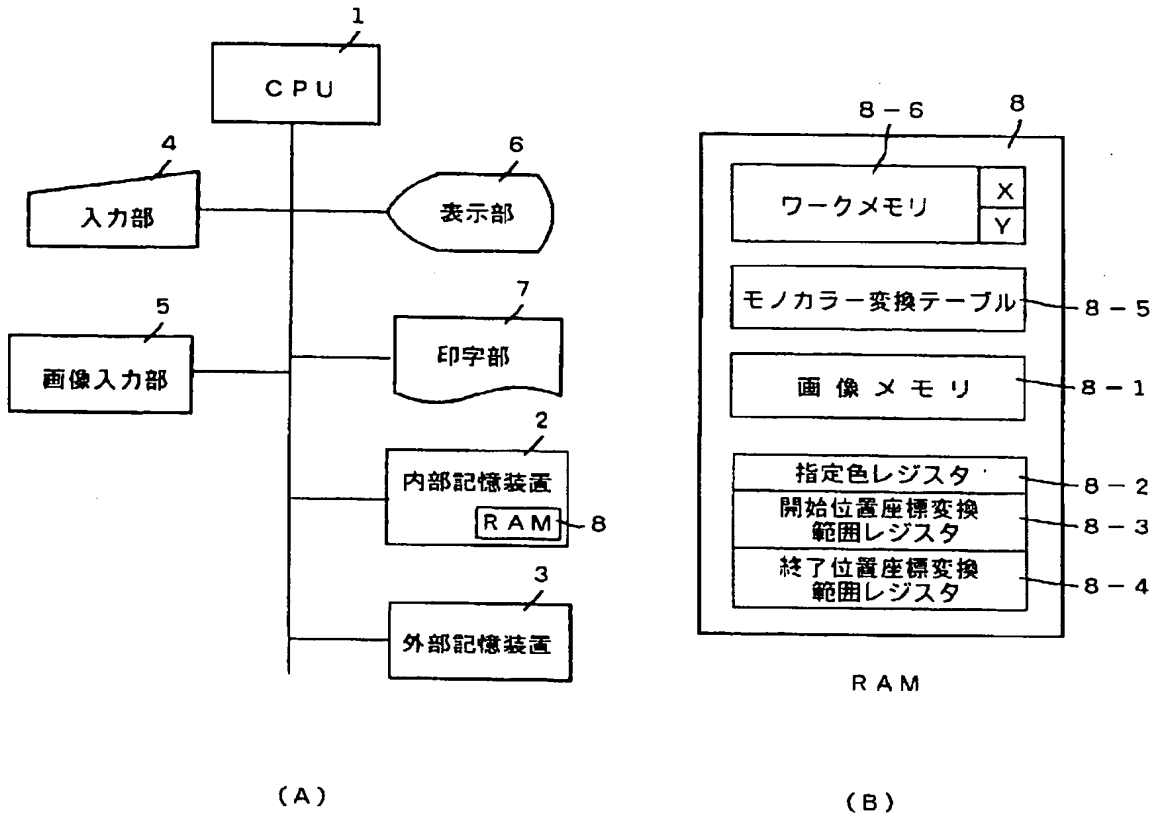 1
CPU
4
入力部
6
表示部
5
画像入力部
7
印字部
2
内部記憶装置
RAM
8
3
外部記憶装置
(A)
8-6
8
ワークメモリ
X
Y
モノカラー変換テーブル
8-5
画像メモリ
8-1
指定色レジスタ
8-2
開始位置座標変換
範囲レジスタ
8-3
終了位置座標変換
範囲レジスタ
8-4
RAM
(B)